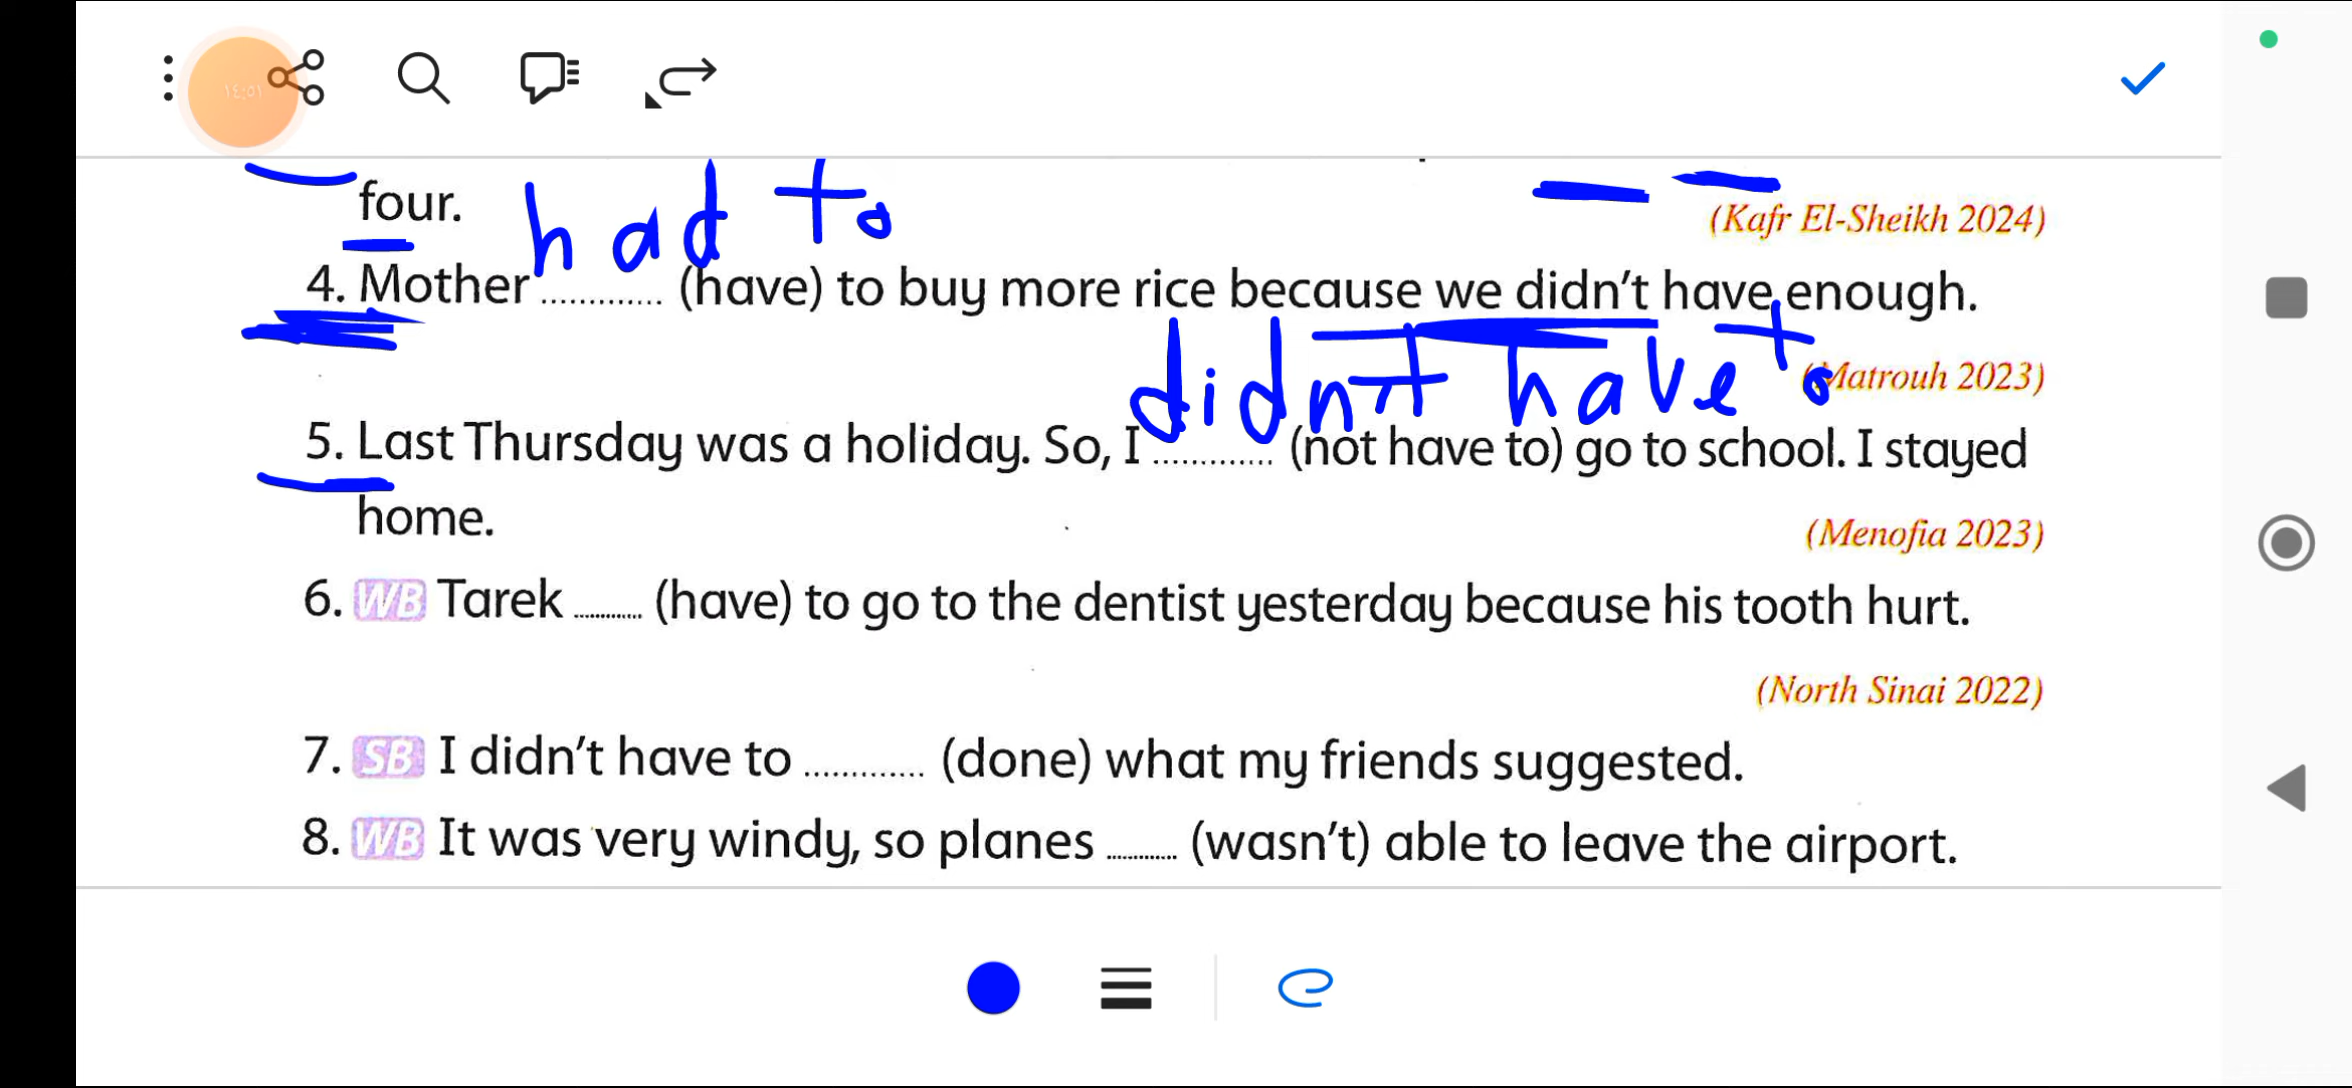 ١٤:٥١
four.
had to
(Kafr El-Sheikh 2024)
4. Mother ............. (have) to buy more rice because we didn't have enough.
didn't have to
(Matrouh 2023)
5. Last Thursday was a holiday. So, I ............. (not have to) go to school. I stayed
home.
(Menofia 2023)
6. WB Tarek ............. (have) to go to the dentist yesterday because his tooth hurt.
(North Sinai 2022)
7. SB I didn't have to ............. (done) what my friends suggested.
8. WB It was very windy, so planes ............. (wasn't) able to leave the airport.